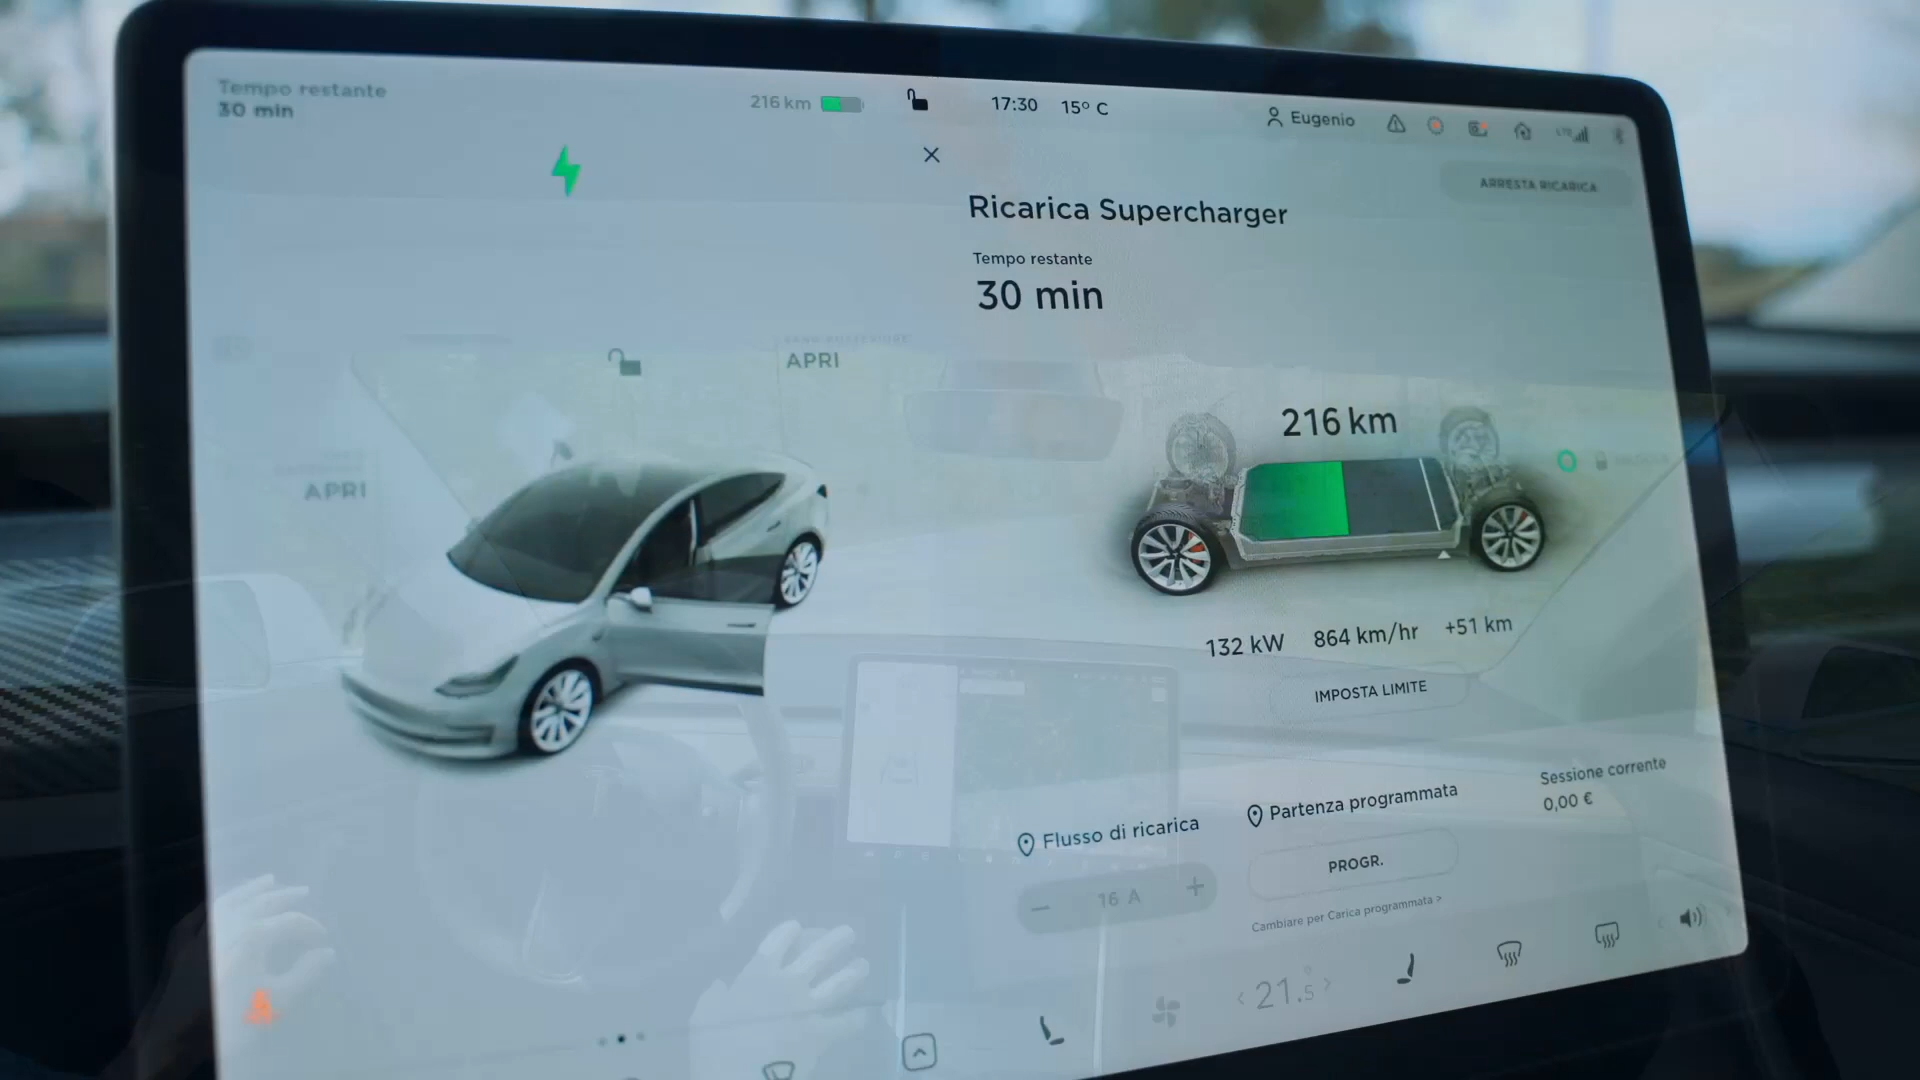 Tempo restante
30 min
216 km
17:30 15° C
Eugenio
LTE
ARRESTA RICARICA
Ricarica Supercharger
Tempo restante
30 min
APRI
APRI
216 km
132 kW 864 km/hr +51 km
IMPOSTA LIMITE
Flusso di ricarica
16 A
Partenza programmata
PROGR.
Cambiare per Carica programmata >
Sessione corrente
0,00 €
21.5